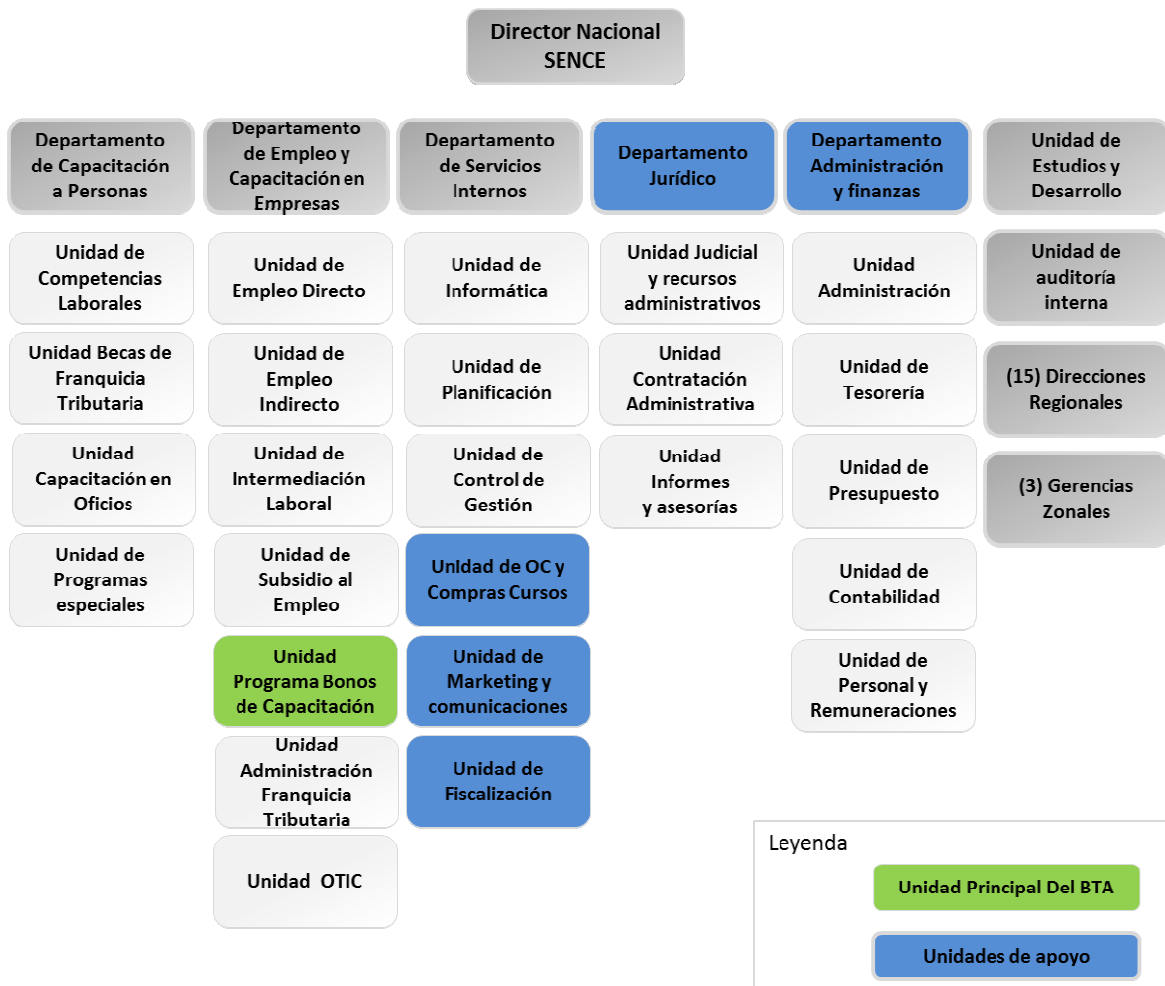 Director Nacional
SENCE
Departamento
de Capacitación
a Personas
Departamento
de Empleo y
Capacitación en
Empresas
Departamento
de Servicios
Internos
Departamento
Jurídico
Departamento
Administración
y finanzas
Unidad de
Estudios y
Desarrollo
Unidad de
Competencias
Laborales
Unidad Becas de
Franquicia
Tributaria
Unidad
Capacitación en
Oficios
Unidad de
Programas
especiales
Unidad de
Empleo Directo
Unidad de
Empleo
Indirecto
Unidad de
Intermediación
Laboral
Unidad de
Subsidio al
Empleo
Unidad
Programa Bonos
de Capacitación
Unidad
Administración
Franquicia
Tributaria
Unidad OTIC
Unidad de
Informática
Unidad de
Planificación
Unidad de
Control de
Gestión
Unidad de OC y
Compras Cursos
Unidad de
Marketing y
comunicaciones
Unidad de
Fiscalización
Unidad Judicial
y recursos
administrativos
Unidad
Contratación
Administrativa
Unidad
Informes
y asesorías
Unidad
Administración
Unidad de
Tesorería
Unidad de
Presupuesto
Unidad de
Contabilidad
Unidad de
Personal y
Remuneraciones
Unidad de
auditoría
interna
(15) Direcciones
Regionales
(3) Gerencias
Zonales
Leyenda
Unidad Principal Del BTA
Unidades de apoyo